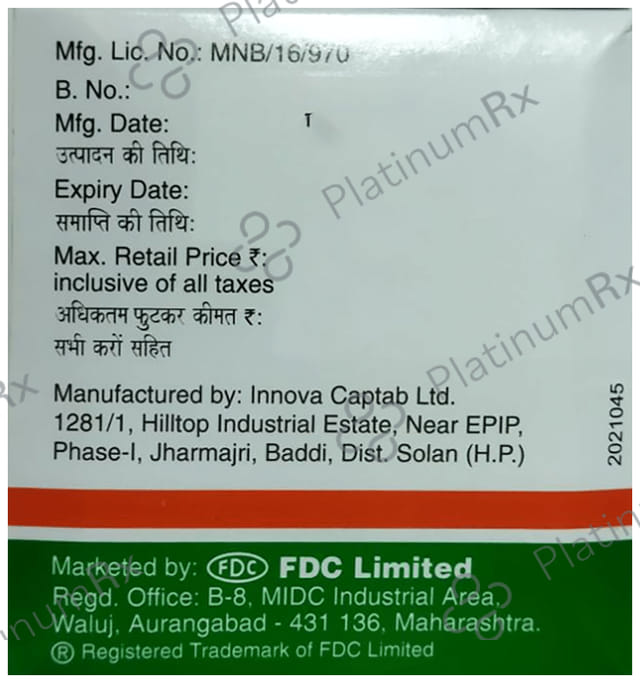 Mfg. Lic. No.: MNB/16/970
B. No.:
Mfg. Date:
उत्पादन की तिथि:
Expiry Date:
समाप्ति की तिथि:
Max. Retail Price ₹:
inclusive of all taxes
अधिकतम फुटकर कीमत ₹:
सभी करों सहित
Manufactured by: Innova Captab Ltd.
1281/1, Hilltop Industrial Estate, Near EPIP,
Phase-I, Jharmajri, Baddi, Dist. Solan (H.P.)
2021045
Marketed by: FDC FDC Limited
Regd. Office: B-8, MIDC Industrial Area,
Waluj, Aurangabad - 431 136, Maharashtra.
® Registered Trademark of FDC Limited
PlatinumRx
PlatinumRx
PlatinumRx